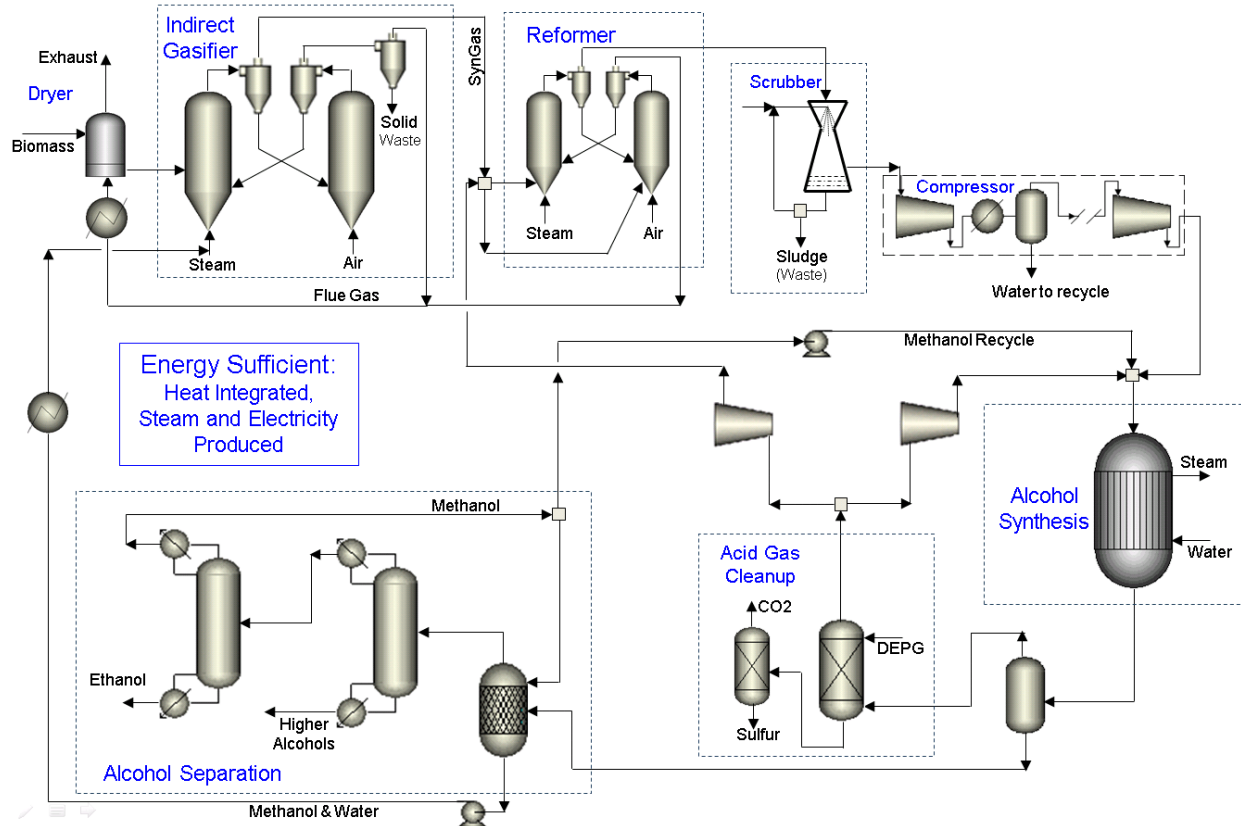 Indirect
Gasifier
Reformer
Exhaust
SynGas
Scrubber
Dryer
Biomass
Solid
Waste
Compressor
Steam
Air
Steam
Air
Sludge
(Waste)
Water to recycle
Flue Gas
Methanol Recycle
Energy Sufficient:
Heat Integrated,
Steam and Electricity
Produced
Steam
Alcohol
Synthesis
Water
Methanol
Acid Gas
Cleanup
CO2
DEPG
Sulfur
Ethanol
Higher
Alcohols
Alcohol Separation
Methanol & Water